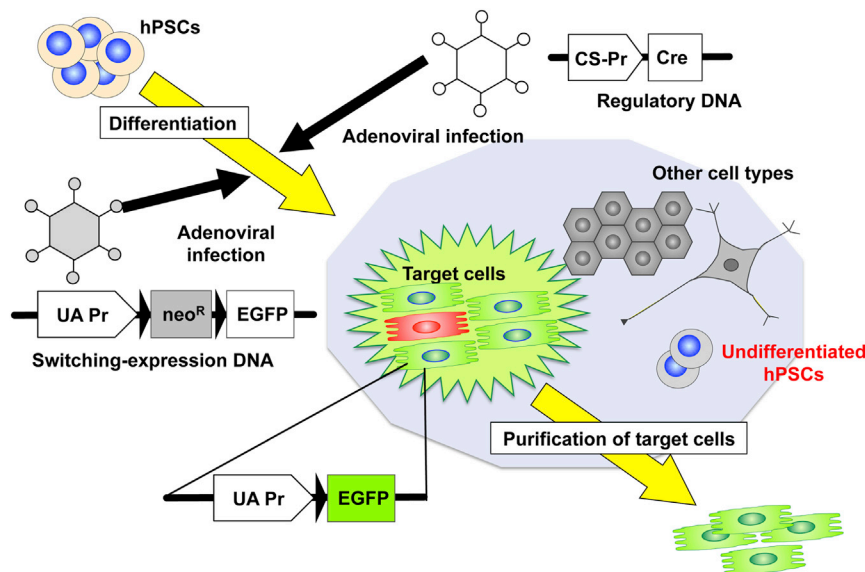 hPSCs
CS-Pr
Cre
Regulatory DNA
Differentiation
Adenoviral infection
Other cell types
Adenoviral
infection
Target cells
UA Pr
neoR
EGFP
Switching-expression DNA
Undifferentiated
hPSCs
Purification of target cells
UA Pr
EGFP